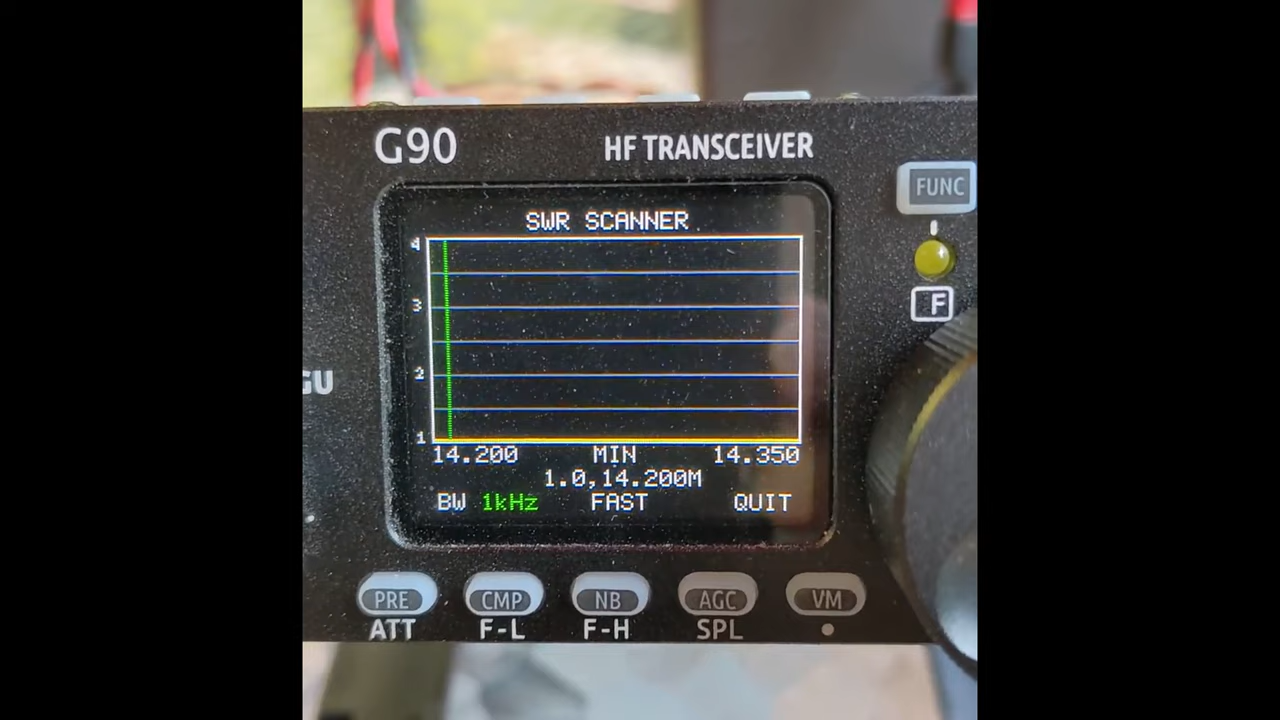 G90 HF TRANSCEIVER
FUNC
SWR SCANNER
4
3
2
1
F
GU
14.200 MIN 14.350
1.0,14.200M
BW 1kHz FAST QUIT
PRE CMP NB AGC VM
ATT F-L F-H SPL